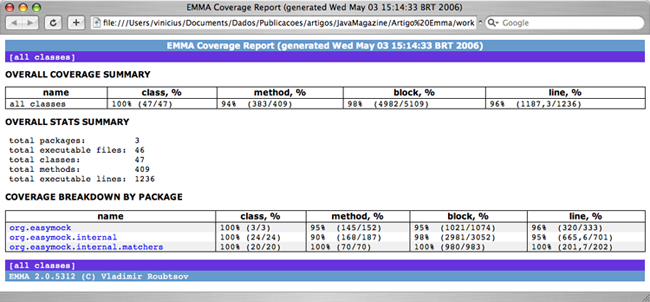 EMMA Coverage Report (generated Wed May 03 15:14:33 BRT 2006)
file:///Users/vinicius/Documents/Dados/Publicacoes/artigos/JavaMagazine/Artigo%20Emma/work Google
EMMA Coverage Report (generated Wed May 03 15:14:33 BRT 2006)
[all classes]
OVERALL COVERAGE SUMMARY
name class, % method, % block, % line, %
all classes 100% (47/47) 94% (383/409) 98% (4982/5109) 96% (1187,3/1236)
OVERALL STATS SUMMARY
total packages: 3
total executable files: 46
total classes: 47
total methods: 409
total executable lines: 1236
COVERAGE BREAKDOWN BY PACKAGE
name class, % method, % block, % line, %
org.easymock 100% (3/3) 95% (145/152) 95% (1021/1074) 96% (320/333)
org.easymock.internal 100% (24/24) 90% (168/187) 98% (2981/3052) 95% (665,6/701)
org.easymock.internal.matchers 100% (20/20) 100% (70/70) 100% (980/983) 100% (201,7/202)
[all classes]
EMMA 2.0.5312 (C) Vladimir Roubtsov